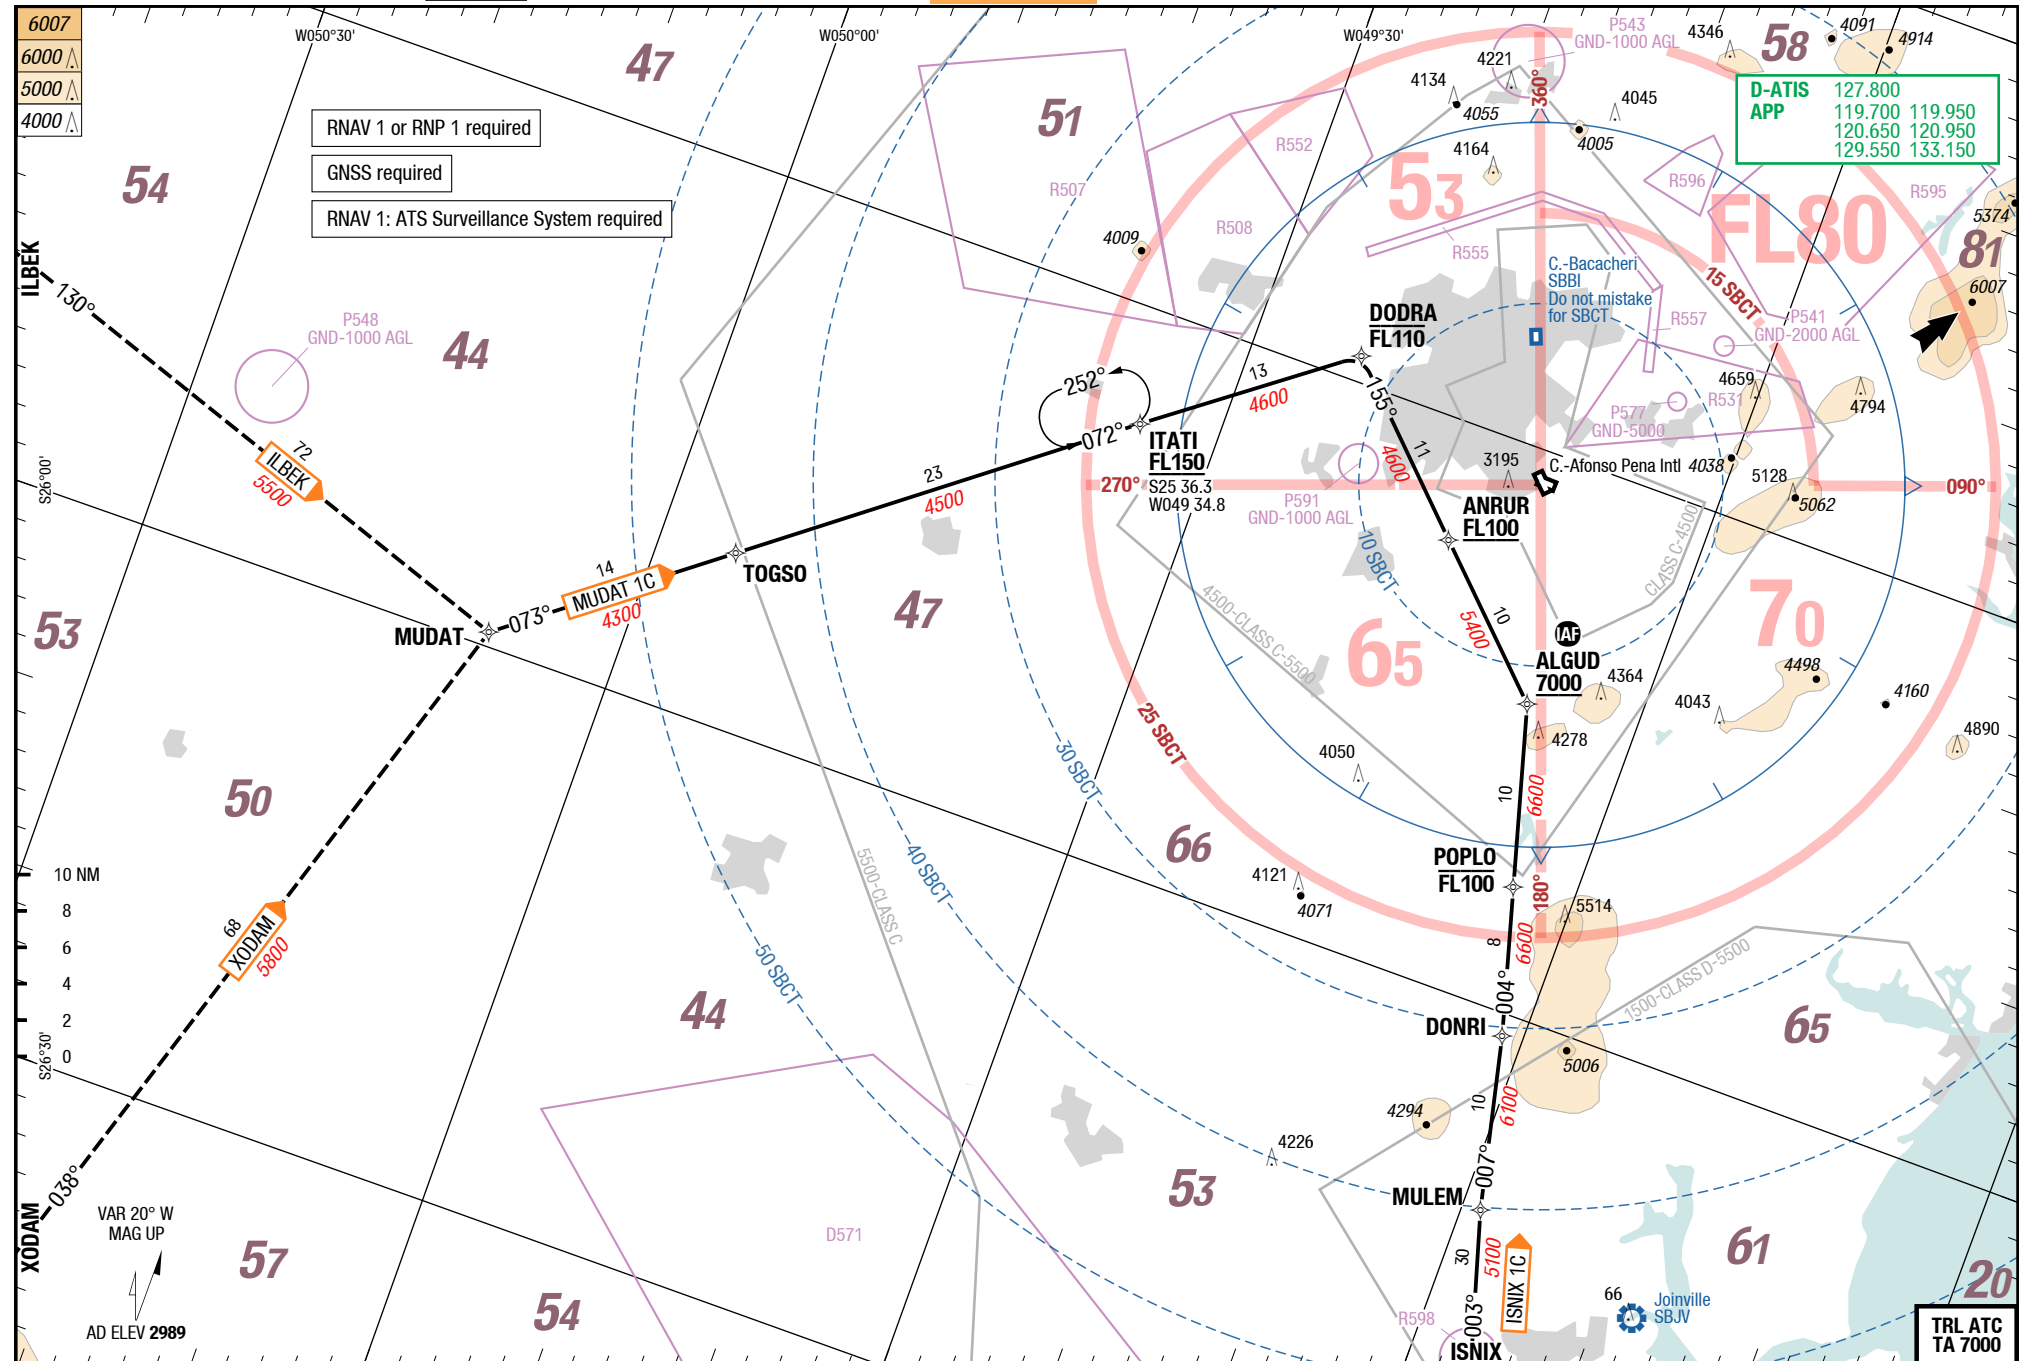 6007
6000
5000
4000
W050°30'
W050°00'
W049°30'
47
54
51
58
RNAV 1 or RNP 1 required
GNSS required
RNAV 1: ATS Surveillance System required
P543
GND-1000 AGL
4346
4091
4914
4221
4134
4055
360°
4045
4005
4164
D-ATIS 127.800
APP 119.700 119.950
120.650 120.950
129.550 133.150
R552
R507
R508
R596
R595
5374
81
6007
53
FL80
R555
4009
C.-Bacacheri
SBBI
Do not mistake
for SBCT
15 SBCT
R557
P541
GND-2000 AGL
ILBEK
130°
P548
GND-1000 AGL
44
DODRA
FL110
155°
13
4600
252°
072°
ITATI
FL150
S25 36.3
W049 34.8
4659
R531
4794
P577
GND-5000
72
ILBEK
5500
S26°00'
23
4500
270°
P591
GND-1000 AGL
11
4600
3195
C.-Afonso Pena Intl
4038
5128
5062
090°
ANRUR
FL100
10 SBCT
CLASS C-4500
14
MUDAT 1C
4300
TOGSO
073°
MUDAT
53
47
4500-CLASS C-5500
65
10
5400
IAF
ALGUD
7000
70
4498
4364
4043
4160
4890
4278
25 SBCT
30 SBCT
4050
50
10
6600
66
POPLO
FL100
180°
10 NM
8
6
4
2
0
S26°30'
5500-CLASS C
40 SBCT
4121
4071
5514
68
XODAM
5800
50 SBCT
8
6600
004°
1500-CLASS D-5500
44
DONRI
65
5006
10
6100
4294
4226
007°
53
MULEM
038°
XODAM
VAR 20° W
MAG UP
57
D571
61
30
5100
ISNIX 1C
20
AD ELEV 2989
54
R598
003°
ISNIX
66
Joinville
SBJV
TRL ATC
TA 7000